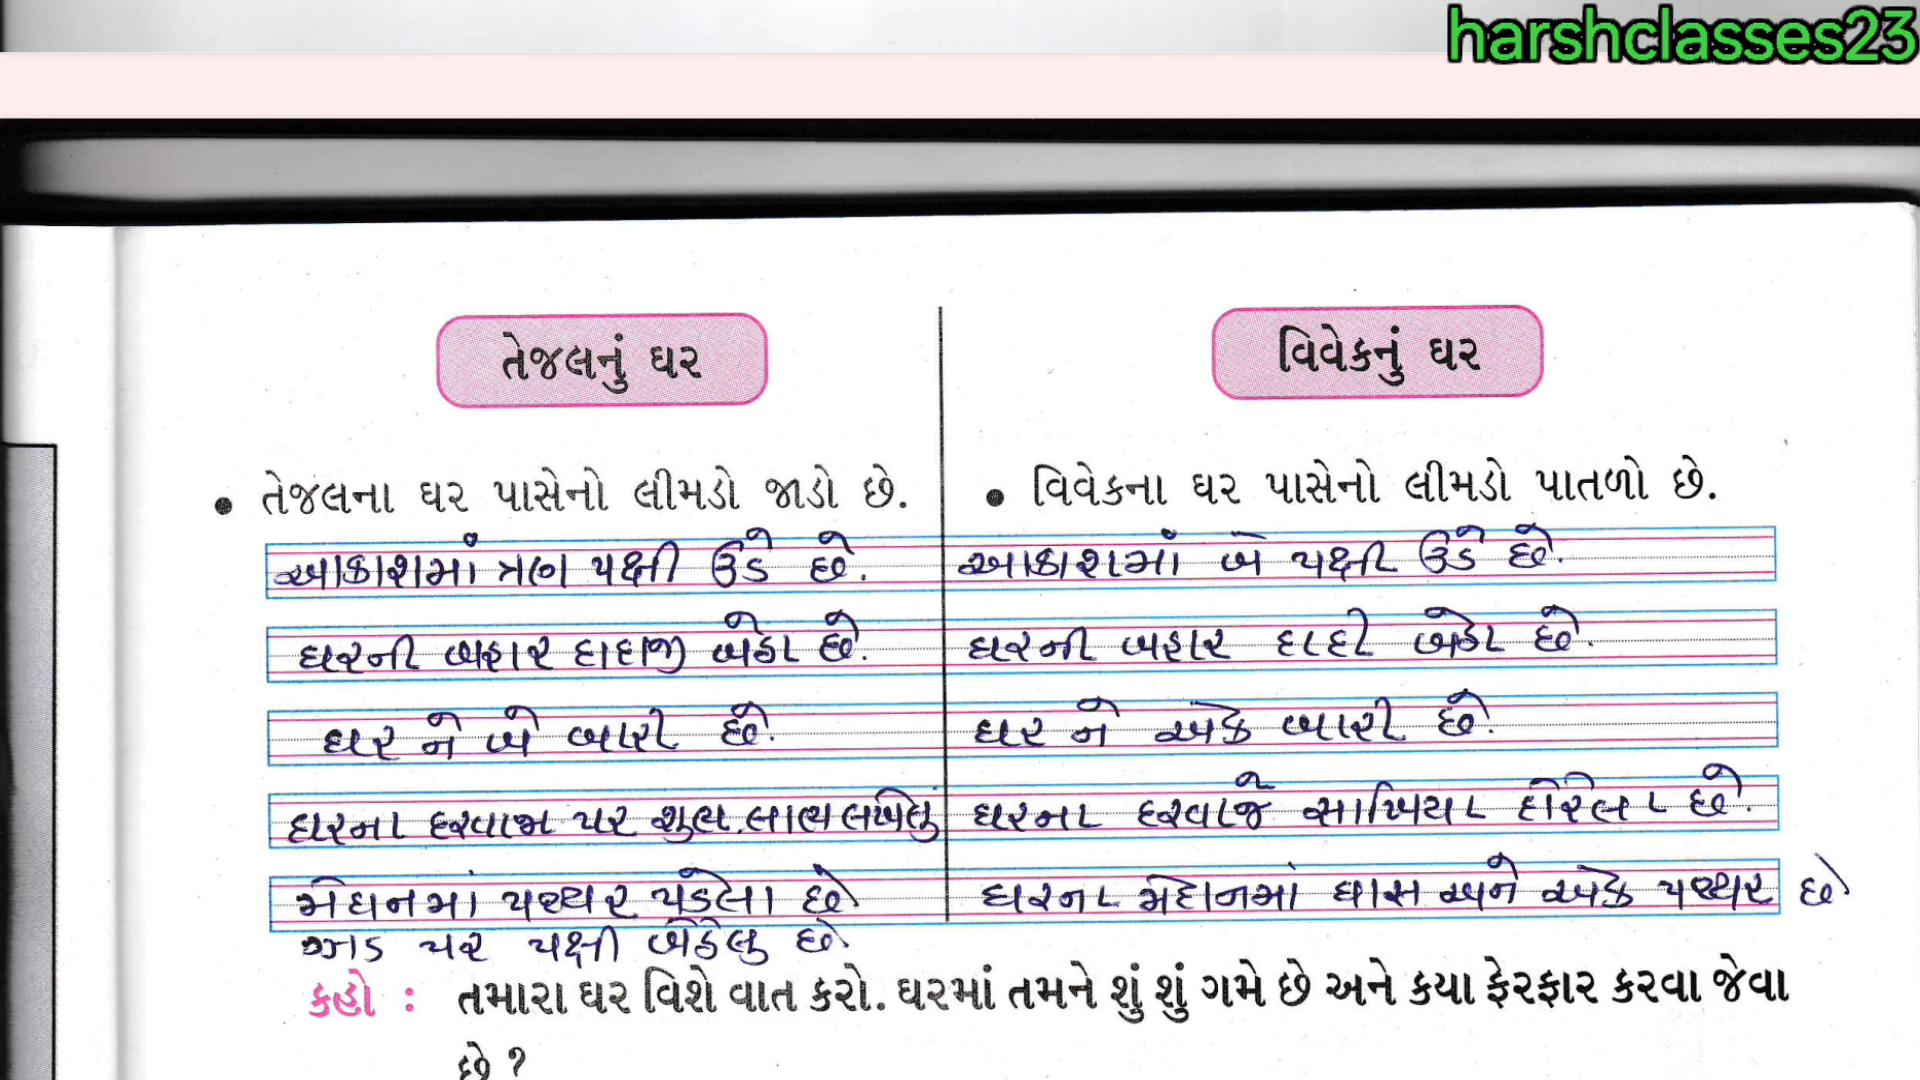 harshclasses23
તેજલનું ઘર
વિવેકનું ઘર
• તેજલના ઘર પાસેનો લીમડો જાડો છે.
આકાશમાં ત્રણ પક્ષી ઉડે છે.
ઘરની બહાર દાદાજી બેઠા છે.
ઘર ને બે બારી છે.
ઘરના દરવાજા પર શુભ.લાભ લખેલું
મેદાનમાં પથ્થર પડેલા છે
ઝાડ પર પક્ષી બેઠેલુ છે
• વિવેકના ઘર પાસેનો લીમડો પાતળો છે.
આકાશમાં બે પક્ષી ઉડે છે.
ઘરની બહાર દાદી બેઠા છે.
ઘર ને એક બારી છે.
ઘરના દરવાજે સાખિયા દોરેલા છે.
ઘરના મેદાનમાં ઘાસ અને એક પથ્થર છે
કહો : તમારા ઘર વિશે વાત કરો. ઘરમાં તમને શું શું ગમે છે અને કયા ફેરફાર કરવા જેવા
છે ?